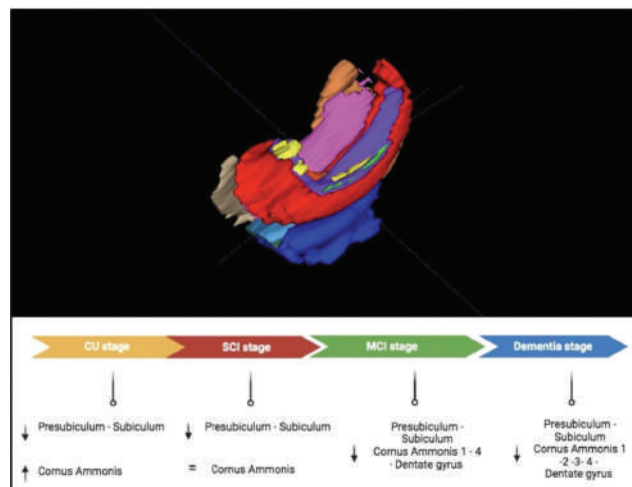 CU stage
SCI stage
MCI stage
Dementia stage
↓ Presubiculum - Subiculum
↑ Cornus Ammonis
↓ Presubiculum - Subiculum
= Cornus Ammonis
↓ Presubiculum -
Subiculum
Cornus Ammonis 1 - 4
- Dentate gyrus
↓ Presubiculum -
Subiculum
Cornus Ammonis 1
-2 -3- 4 -
Dentate gyrus